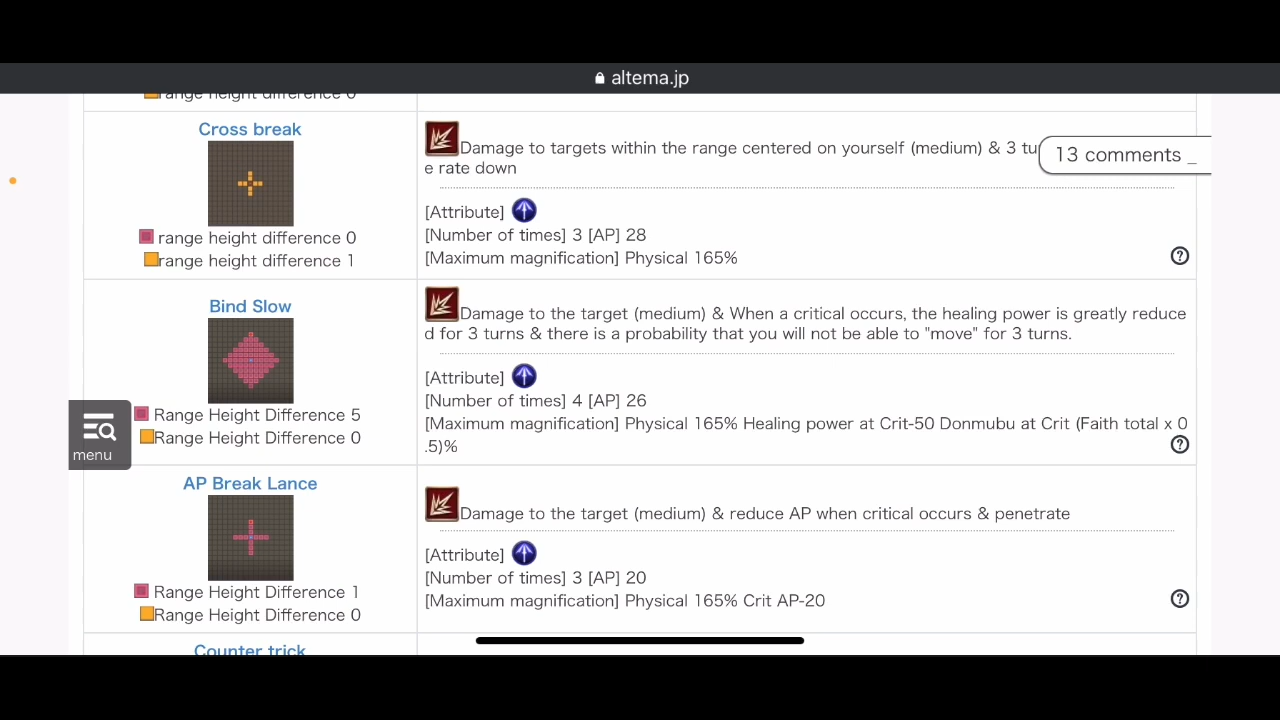 altema.jp
range height difference 0
Cross break
range height difference 0
range height difference 1
Damage to targets within the range centered on yourself (medium) & 3 tu
e rate down
13 comments _
[Attribute]
[Number of times] 3 [AP] 28
[Maximum magnification] Physical 165%
?
Bind Slow
Range Height Difference 5
Range Height Difference 0
Damage to the target (medium) & When a critical occurs, the healing power is greatly reduce
d for 3 turns & there is a probability that you will not be able to "move" for 3 turns.
[Attribute]
[Number of times] 4 [AP] 26
[Maximum magnification] Physical 165% Healing power at Crit-50 Donmubu at Crit (Faith total x 0
.5)%
?
menu
AP Break Lance
Range Height Difference 1
Range Height Difference 0
Damage to the target (medium) & reduce AP when critical occurs & penetrate
[Attribute]
[Number of times] 3 [AP] 20
[Maximum magnification] Physical 165% Crit AP-20
?
Counter trick